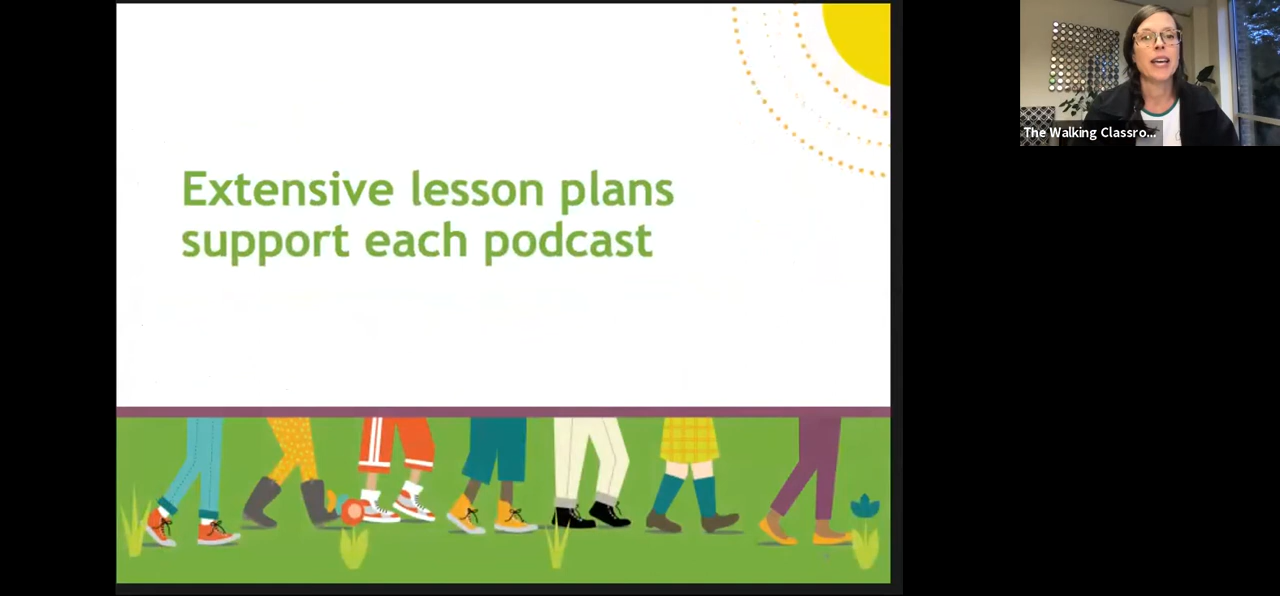 Extensive lesson plans
support each podcast
The Walking Classro...